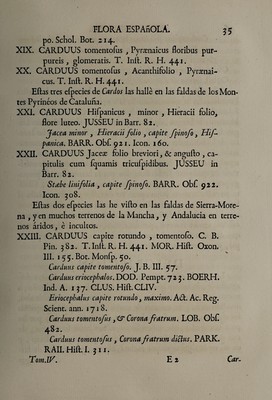 FLORA ESPAñOLA. 35
po. Schol. Bot. 214.
XIX. CARDUUS tomentosus, Pyrænaicus floribus pur-
pureis, glomeratis. T. Inst. R. H. 441.
XX. CARDUUS tomentosus, Acanthifolio, Pyrænai-
cus. T. Inst. R. H. 441.
Estas tres especies de Cardos las hallè en las faldas de los Mon-
tes Pyrinèos de Cataluña.
XXI. CARDUUS Hispanicus, minor, Hieracii folio,
flore luteo. JUSSEU in Barr. 82.
Jacea minor, Hieracii folio, capite spinoso, His-
panica. BARR. Obs. 921. Icon. 160.
XXII. CARDUUS Jaceæ folio breviori, & angusto, ca-
pitulis cum squamis tricuspidibus. JUSSEU in
Barr. 82.
Stabe linifolia, capite spinoso. BARR. Obs. 922.
Icon. 308.
Estas dos especies las he visto en las faldas de Sierra-More-
na, y en muchos terrenos de la Mancha, y Andalucia en terre-
nos áridos, è incultos.
XXIII. CARDUUS capite rotundo, tomentoso. C. B.
Pin. 382. T. Inst. R. H. 441. MOR. Hist. Oxon.
III. 155. Bot. Monsp. 50.
Carduus capite tomentoso. J. B. III. 57.
Carduus eriocephalos. DOD. Pempt. 723. BOERH.
Ind. A. 137. CLUS. Hist. CLIV.
Eriocephalus capite rotundo, maximo. Act. Ac. Reg.
Scient. ann. 1718.
Carduus tomentosus, & Corona fratrum. LOB. Obs.
482.
Carduus tomentosus, Corona fratrum dictus. PARK.
RAII. Hist. I. 311.
Tom. IV. E 2 Car-